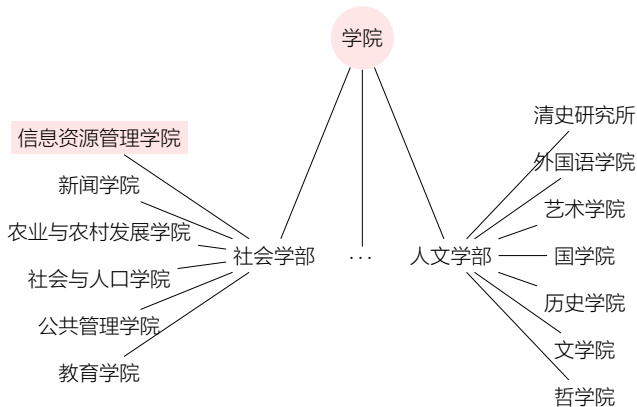 学院
信息资源管理学院
新闻学院
农业与农村发展学院
社会与人口学院
公共管理学院
教育学院
社会学部
···
人文学部
清史研究所
外国语学院
艺术学院
国学院
历史学院
文学院
哲学院